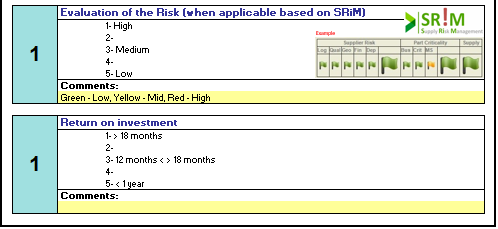 Evaluation of the Risk (when applicable based on SRiM)
1
1- High
2-
3- Medium
4-
5- Low
SR!M
Supply Risk Management
Example
Supplier Risk Part Criticality Supply
Log Qual Geo Fin Dep Bus Crit MS
Comments:
Green - Low, Yellow - Mid, Red - High
Return on investment
1
1- > 18 months
2-
3- 12 months < > 18 months
4-
5- < 1 year
Comments: